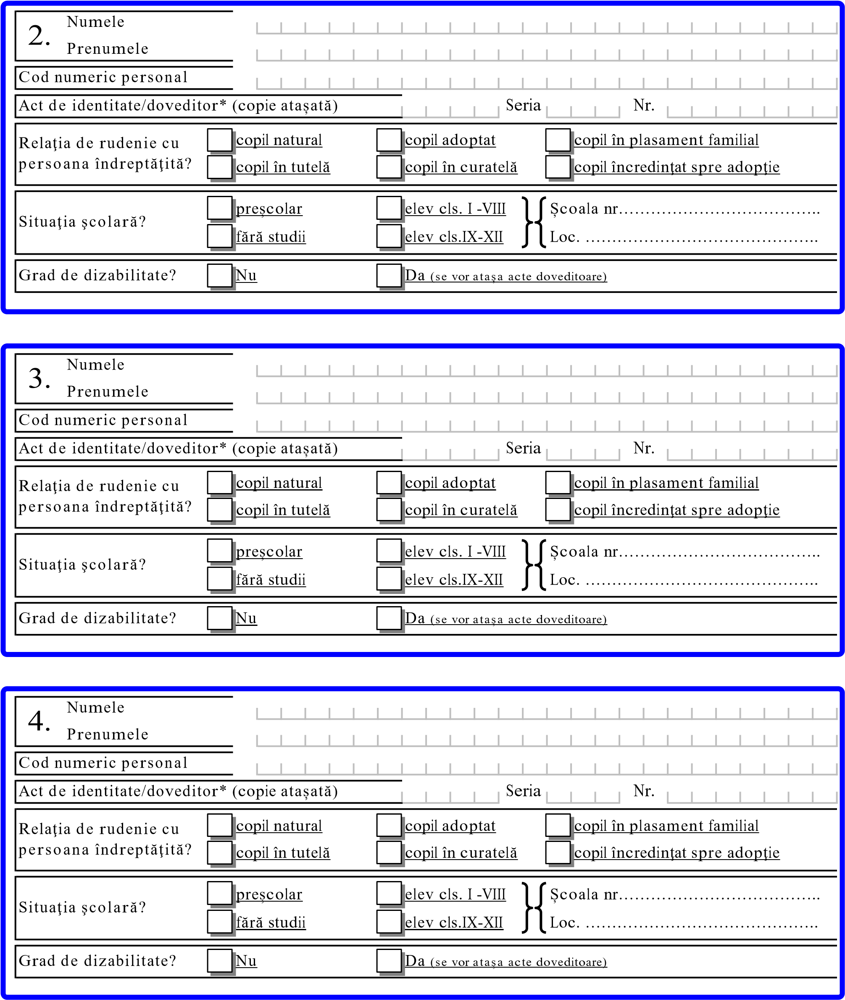 2. Numele
Prenumele
Cod numeric personal
Act de identitate/doveditor* (copie atașată) Seria Nr.
Relaţia de rudenie cu persoana îndreptăţită?
copil natural copil adoptat copil în plasament familial
copil în tutelă copil în curatelă copil încredinţat spre adopţie
Situaţia şcolară?
preșcolar elev cls. I -VIII Școala nr…………………………………..
fără studii elev cls.IX-XII Loc. ………………………………………..
Grad de dizabilitate? Nu Da (se vor atașa acte doveditoare)
3. Numele
Prenumele
Cod numeric personal
Act de identitate/doveditor* (copie atașată) Seria Nr.
Relaţia de rudenie cu persoana îndreptăţită?
copil natural copil adoptat copil în plasament familial
copil în tutelă copil în curatelă copil încredinţat spre adopţie
Situaţia şcolară?
preșcolar elev cls. I -VIII Școala nr…………………………………..
fără studii elev cls.IX-XII Loc. ………………………………………..
Grad de dizabilitate? Nu Da (se vor atașa acte doveditoare)
4. Numele
Prenumele
Cod numeric personal
Act de identitate/doveditor* (copie atașată) Seria Nr.
Relaţia de rudenie cu persoana îndreptăţită?
copil natural copil adoptat copil în plasament familial
copil în tutelă copil în curatelă copil încredinţat spre adopţie
Situaţia şcolară?
preșcolar elev cls. I -VIII Școala nr…………………………………..
fără studii elev cls.IX-XII Loc. ………………………………………..
Grad de dizabilitate? Nu Da (se vor atașa acte doveditoare)